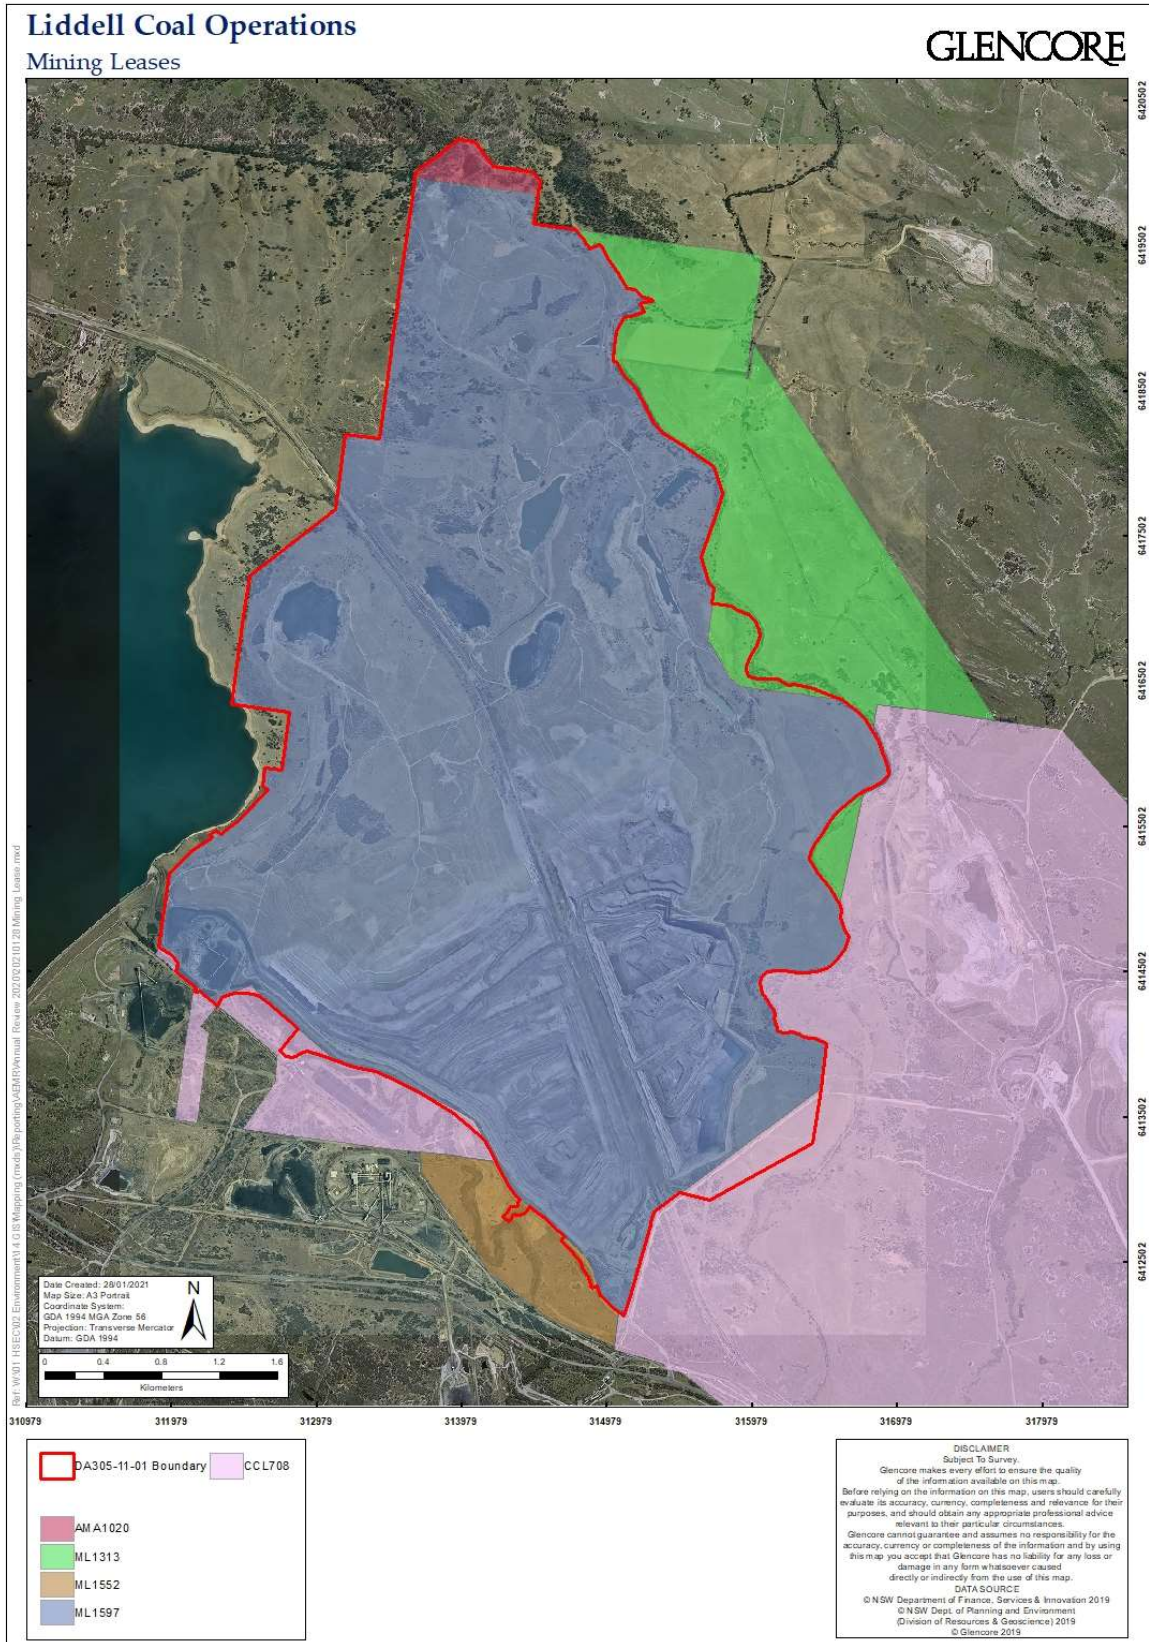 Liddell Coal Operations
Mining Leases
GLENCORE
6420502
6419502
6418502
6417502
6416502
6415502
6414502
6413502
6412502
Date Created: 28/01/2021
Map Size: A3 Portrait
Coordinate System:
GDA 1994 MGA Zone 56
Projection: Transverse Mercator
Datum: GDA 1994
N
0 0.4 0.8 1.2 1.6
Kilometers
310979 311979 312979 313979 314979 315979 316979 317979
DA305-11-01 Boundary
CCL708
AMA1020
ML1313
ML1552
ML1597
DISCLAIMER
Subject To Survey.
Glencore makes every effort to ensure the quality
of the information available on this map.
Before relying on the information on this map, users should carefully
evaluate its accuracy, currency, completeness and relevance for their
purposes, and should obtain any appropriate professional advice
relevant to their particular circumstances.
Glencore cannot guarantee and assumes no responsibility for the
accuracy, currency or completeness of the information and by using
this map you accept that Glencore has no liability for any loss or
damage in any form whatsoever caused
directly or indirectly from the use of this map.
DATA SOURCE
© NSW Department of Finance, Services & Innovation 2019
© NSW Dept. of Planning and Environment
(Division of Resources & Geoscience) 2019
© Glencore 2019